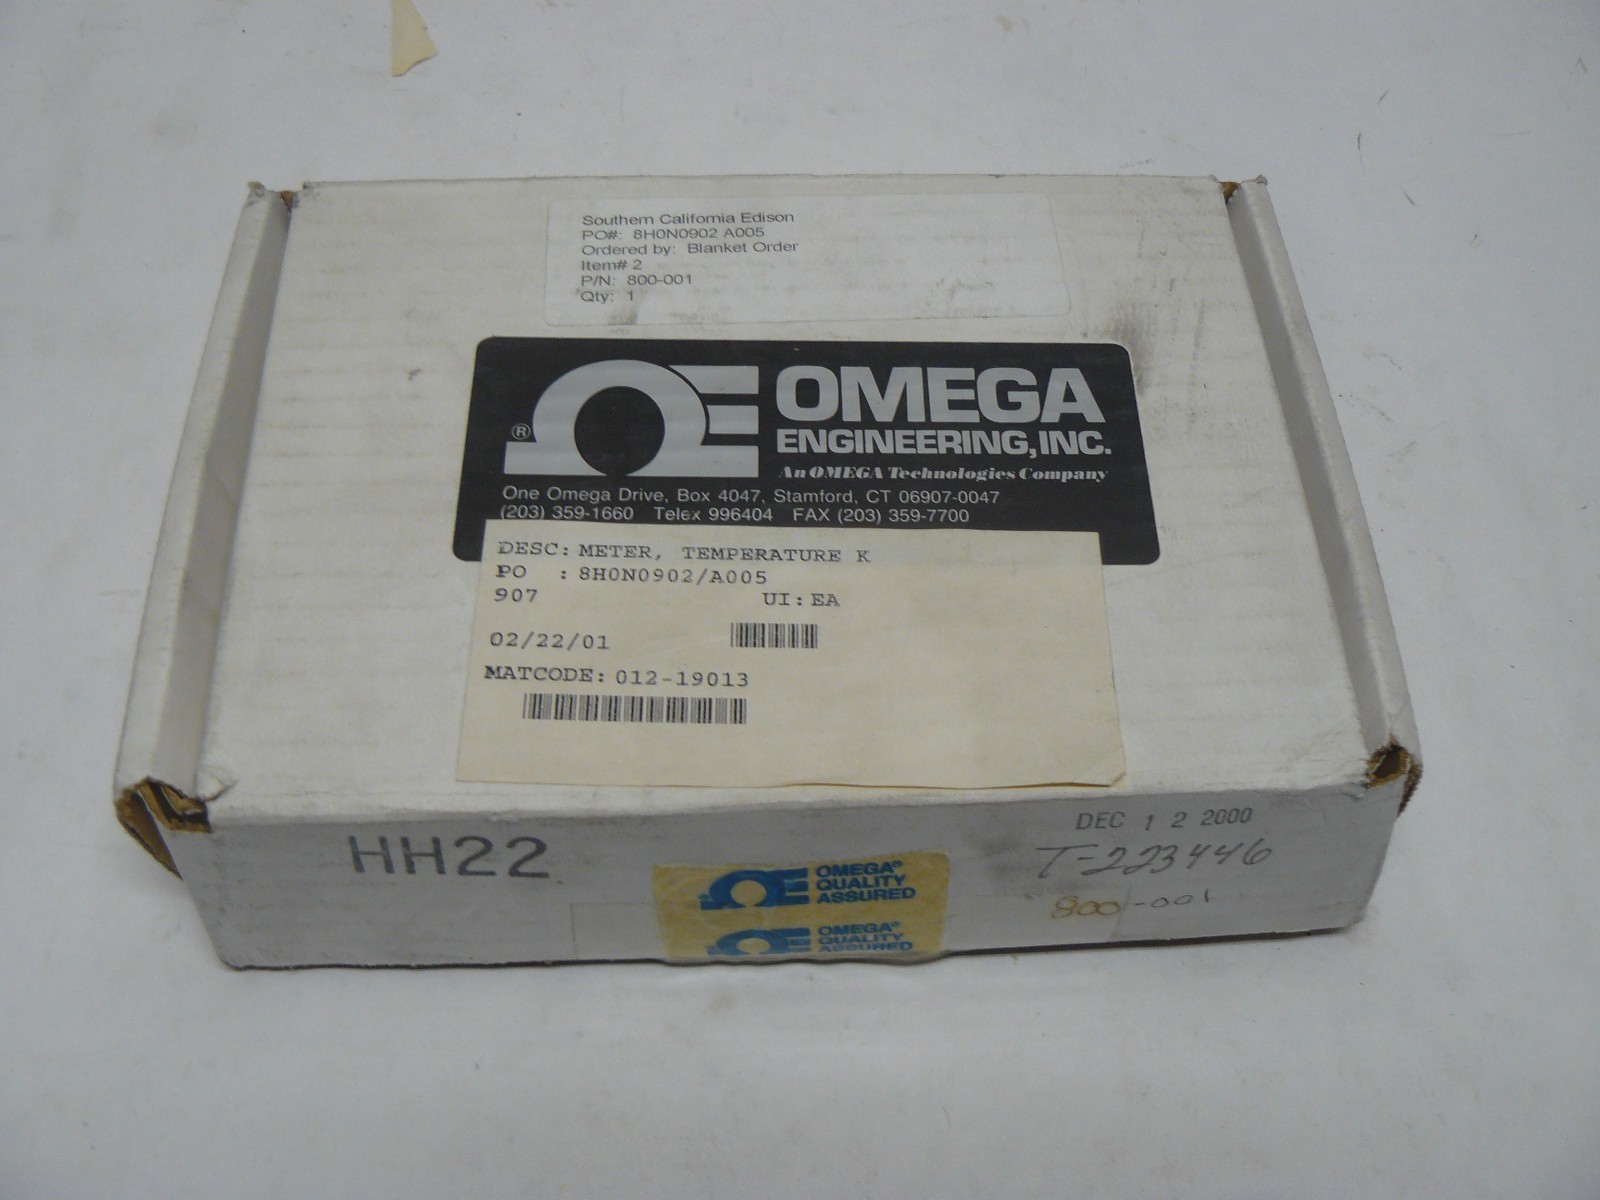 Southern California Edison
PO#: 8H0N0902 A005
Ordered by: Blanket Order
Item# 2
P/N: 800-001
Qty: 1
OMEGA
ENGINEERING, INC.
®
An OMEGA Technologies Company
One Omega Drive, Box 4047, Stamford, CT 06907-0047
(203) 359-1660 Telex 996404 FAX (203) 359-7700
DESC: METER, TEMPERATURE K
PO : 8H0N0902/A005
907 UI: EA
02/22/01
MATCODE: 012-19013
HH22
DEC 12 2000
T-223446
800-001
OMEGA®
QUALITY
ASSURED
OMEGA®
QUALITY
ASSURED